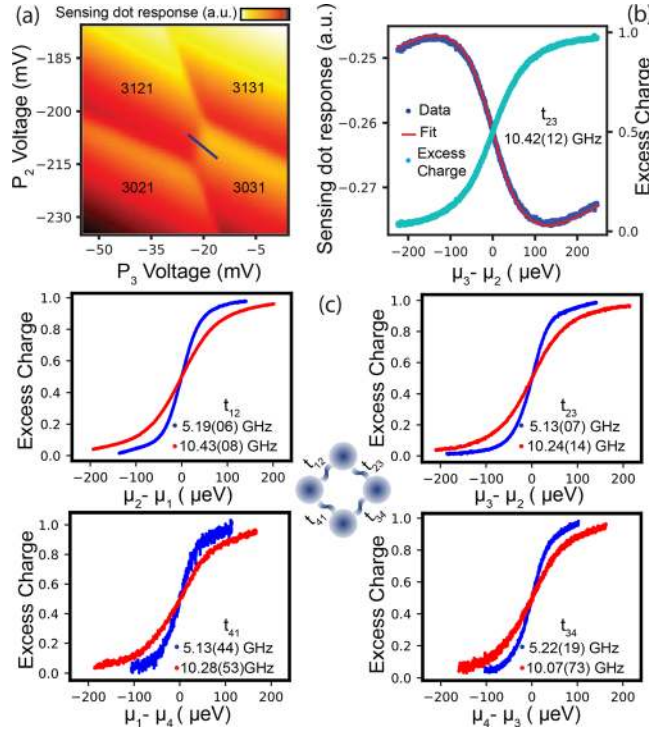 (a)
Sensing dot response (a.u.)
P2 Voltage (mV)
−185
−200
−215
−230
3121
3131
3021
3031
−50
−35
−20
−5
P3 Voltage (mV)
(b)
Sensing dot response (a.u.)
−0.25
−0.26
−0.27
Data
Fit
Excess
Charge
t23
10.42(12) GHz
1.0
0.5
0.0
Excess Charge
−200
−100
0
100
200
μ3− μ2 ( μeV)
(c)
Excess Charge
1.0
0.8
0.6
0.4
0.2
0.0
t12
5.19(06) GHz
10.43(08) GHz
−200
−100
0
100
200
μ2− μ1 ( μeV)
Excess Charge
1.0
0.8
0.6
0.4
0.2
0.0
t23
5.13(07) GHz
10.24(14) GHz
−200
−100
0
100
200
μ3− μ2 ( μeV)
t12
t23
t41
t34
Excess Charge
1.0
0.8
0.6
0.4
0.2
0.0
t41
5.13(44) GHz
10.28(53)GHz
−200
−100
0
100
200
μ1− μ4 ( μeV)
Excess Charge
1.0
0.8
0.6
0.4
0.2
0.0
t34
5.22(19) GHz
10.07(73) GHz
−200
−100
0
100
200
μ4− μ3 ( μeV)